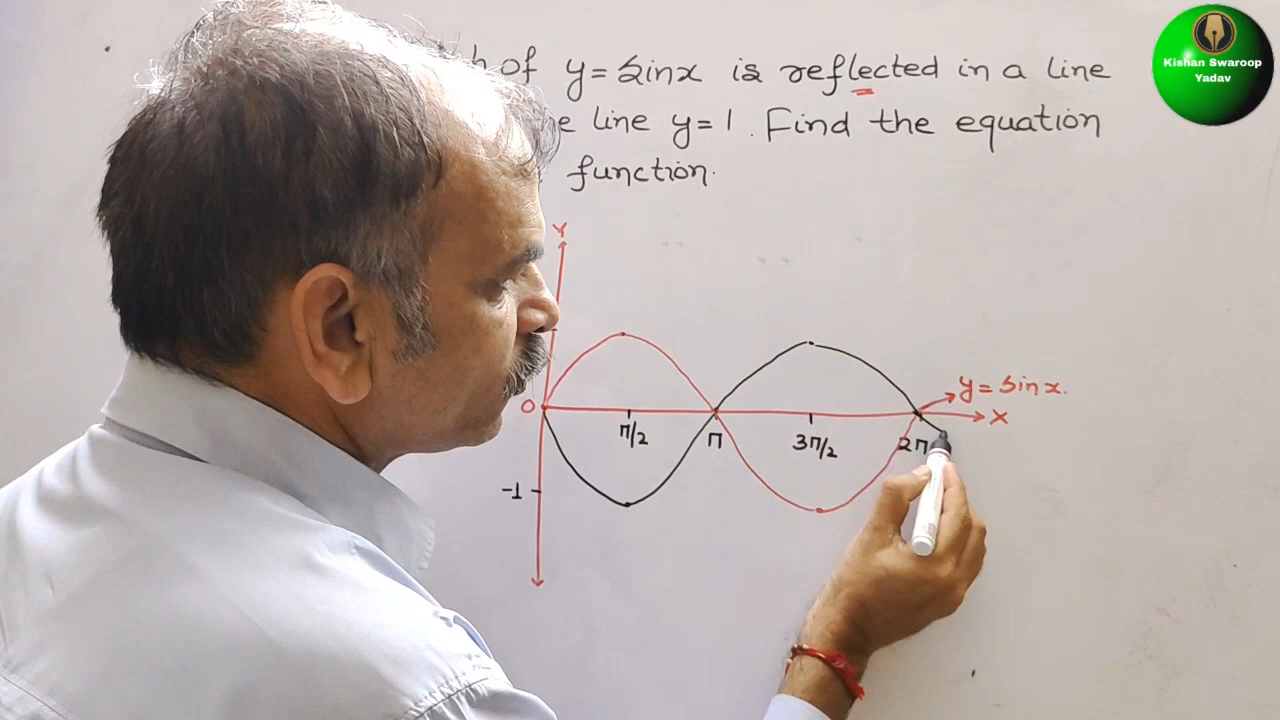 of y = sinx is reflected in a line
line y = 1. Find the equation
function.
Y
O
π/2
π
3π/2
2π
X
y = sinx.
-1
Kishan Swaroop
Yadav